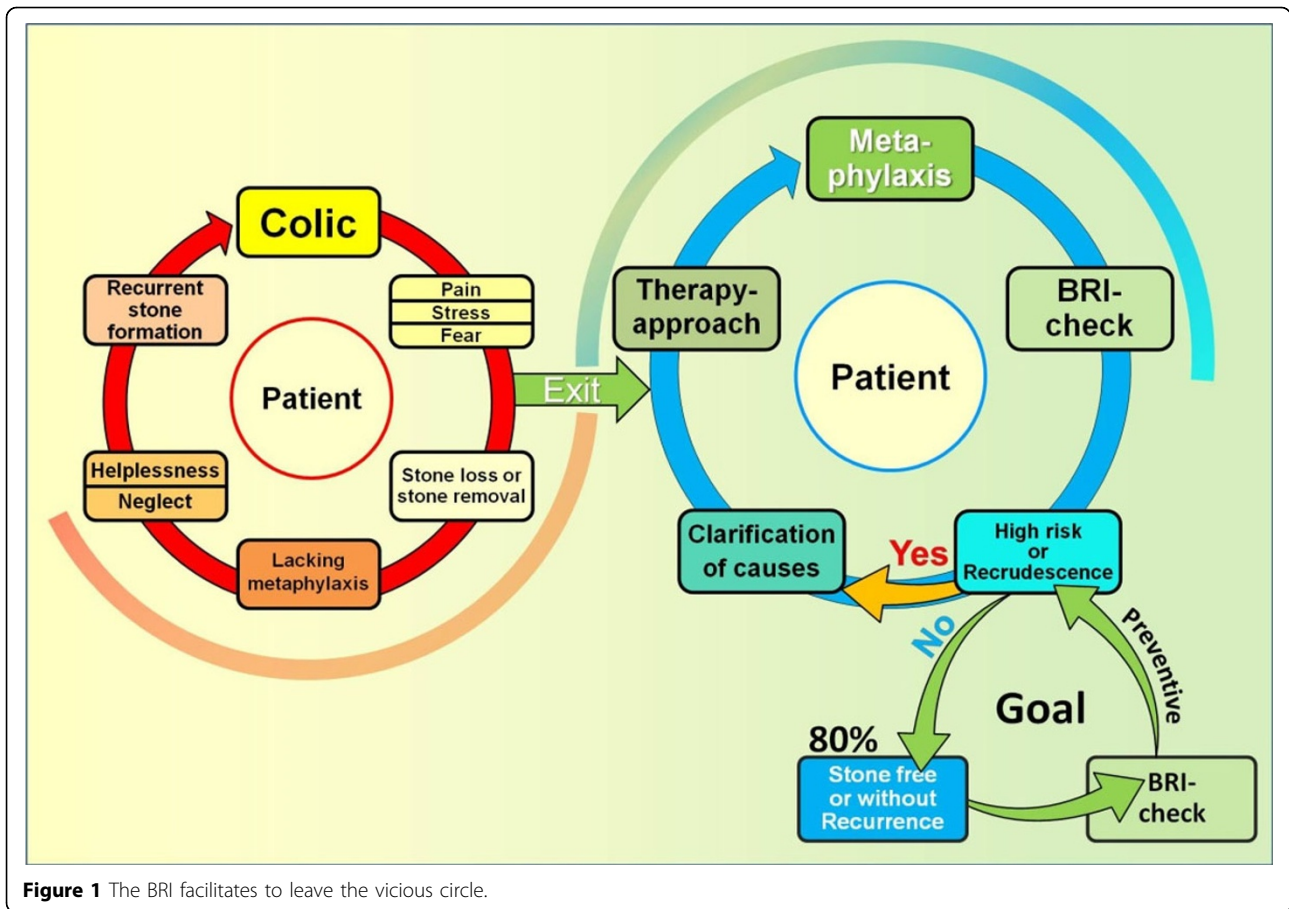 Colic
Pain
Stress
Fear
Stone loss or
stone removal
Lacking
metaphylaxis
Helplessness
Neglect
Recurrent
stone
formation
Patient
Exit
Meta-
phylaxis
BRI-
check
High risk
or
Recrudescence
Yes
Clarification
of causes
Therapy-
approach
Patient
No
Goal
Preventive
80%
Stone free
or without
Recurrence
BRI-
check
Figure 1 The BRI facilitates to leave the vicious circle.